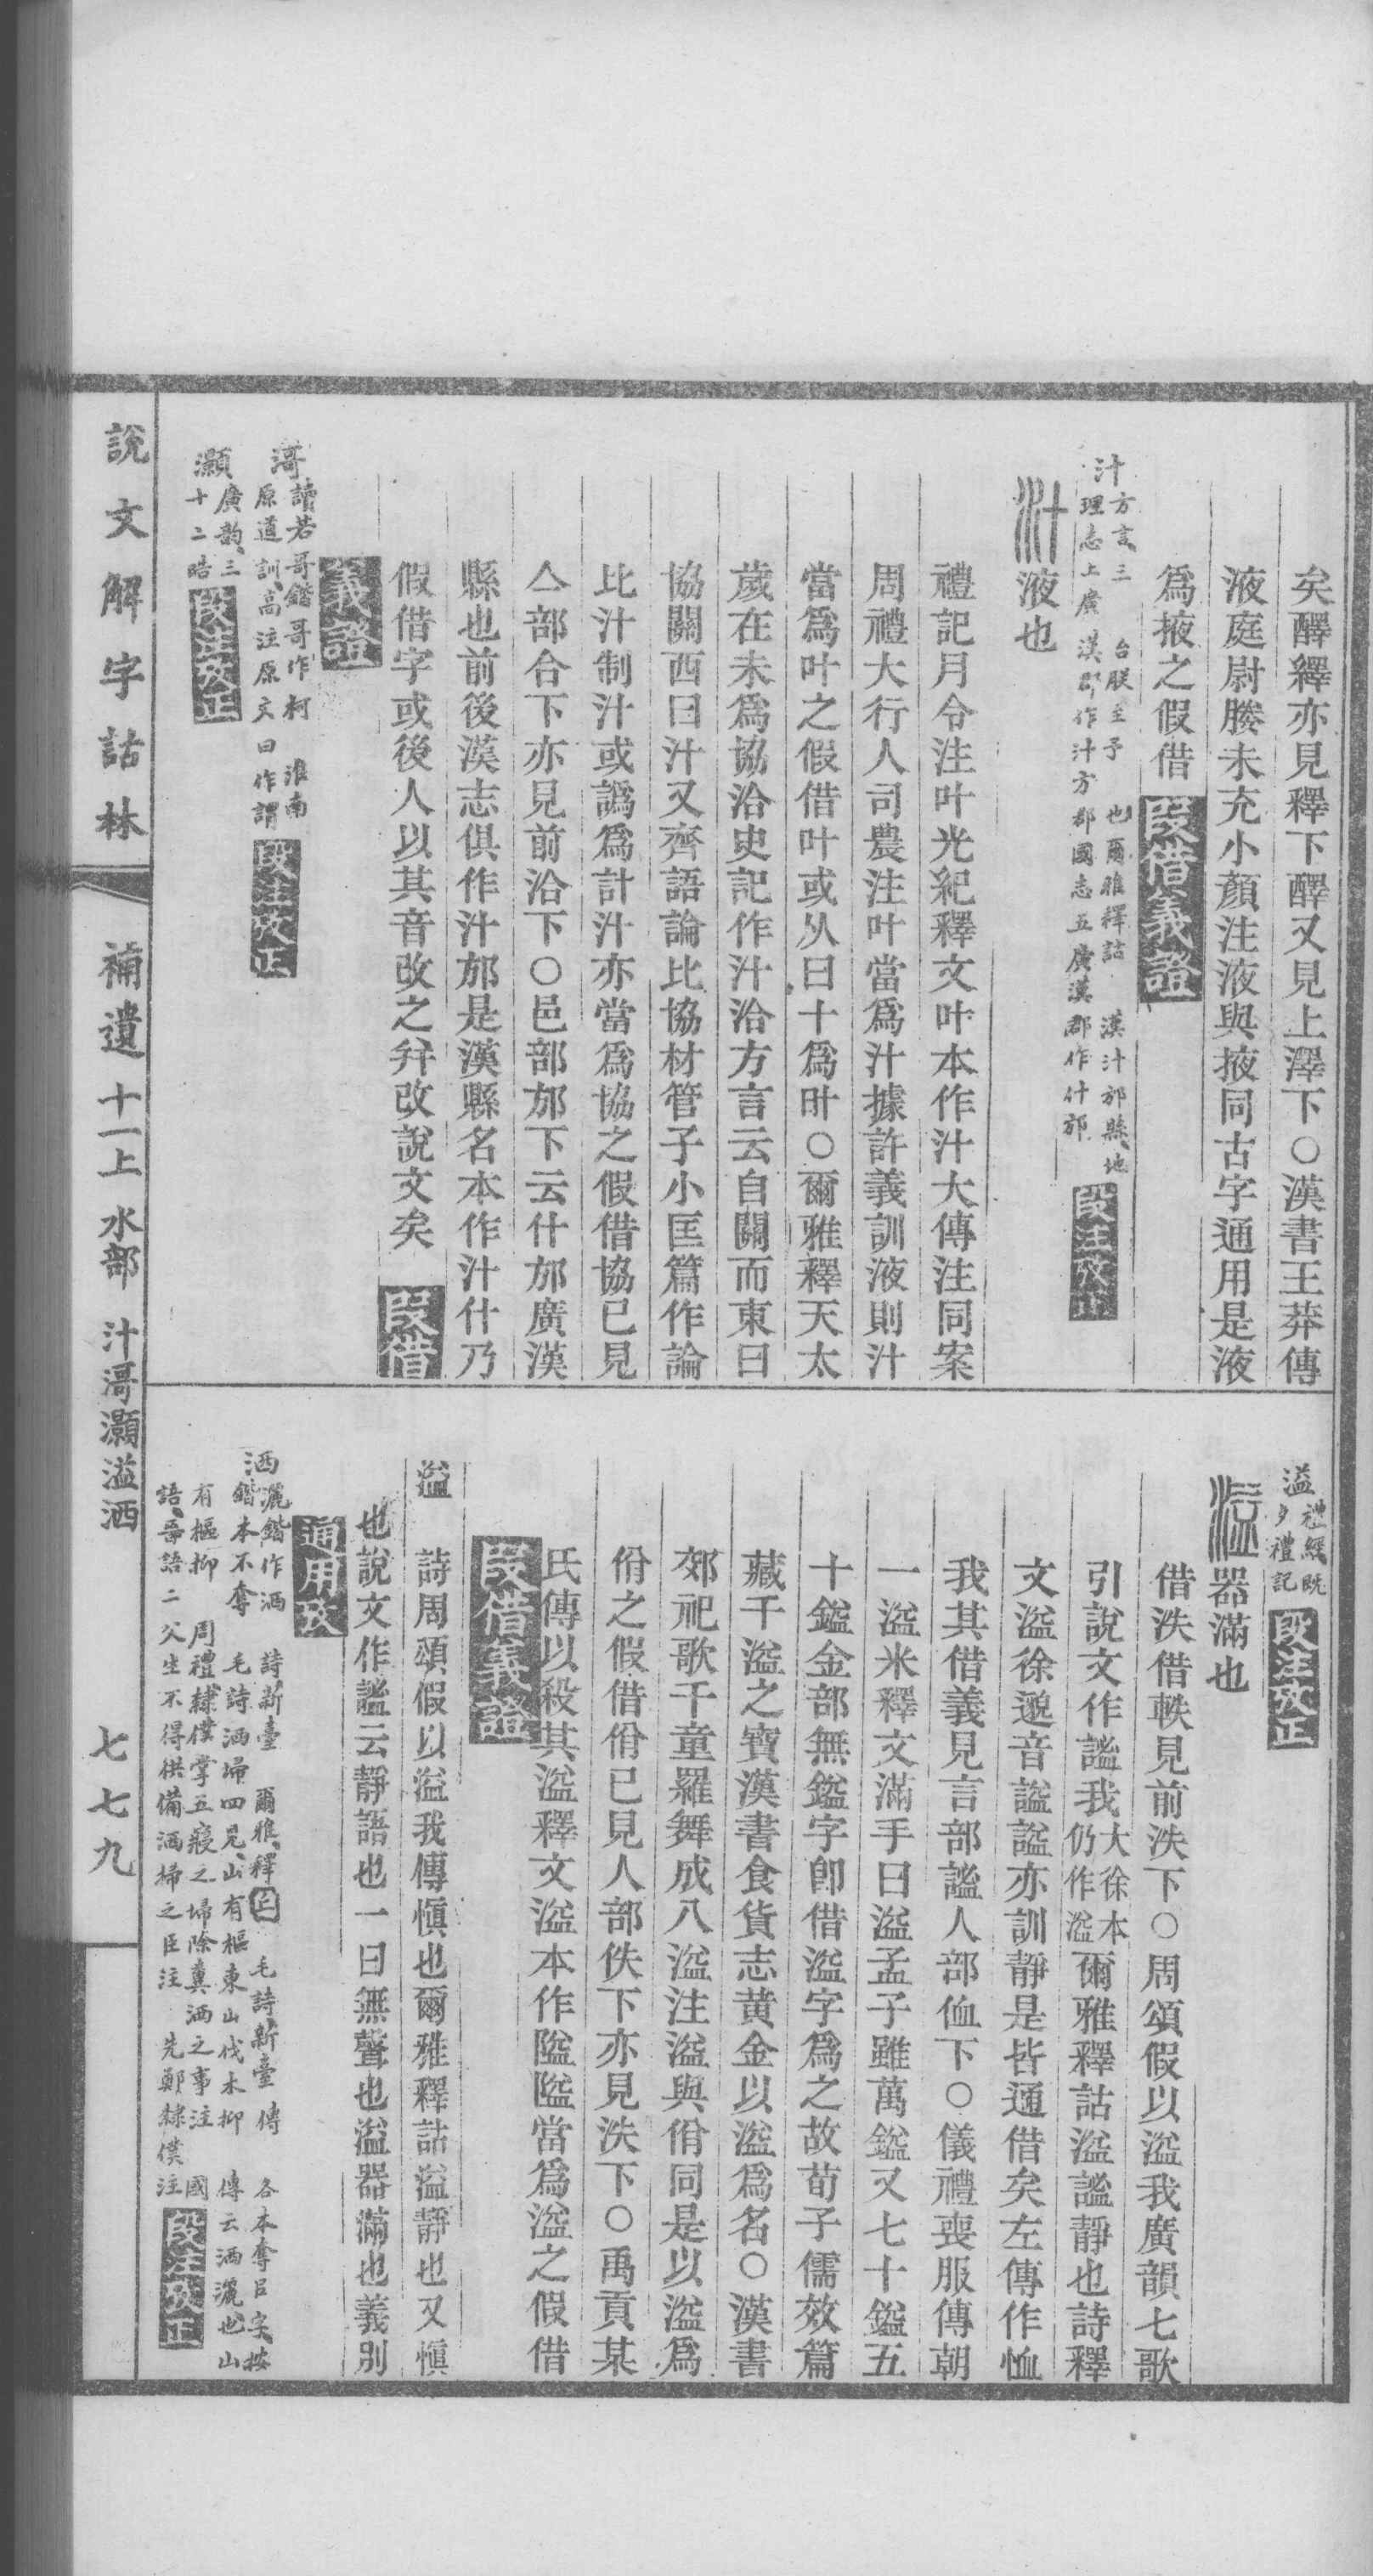 矣醳繹亦見釋下醳又見上澤下○漢書王莽傳
液庭尉媵未充小顏注液與掖同古字通用是液
爲掖之假借 段借義證
汁 方言三 台朕主予 也爾雅釋詁 漢汁邡縣地
理志上廣漢郡作汁方郡國志五廣漢郡作什邡 段注攷正
汁 液也
禮記月令注叶光紀釋文叶本作汁大傳注同案
周禮大行人司農注叶當爲汁據許義訓液則汁
當爲叶之假借叶或从曰十爲旪○爾雅釋天太
歲在未爲協洽史記作汁洽方言云自關而東曰
協關西曰汁又齊語論比協材管子小匡篇作論
比汁制汁或譌爲計汁亦當爲協之假借協已見
亼部合下亦見前洽下○邑部邡下云什邡廣漢
縣也前後漢志俱作汁邡是漢縣名本作汁什乃
假借字或後人以其音改之幷改說文矣 段借
義證
渮 讀若哥鍇哥作柯 淮南
原道訓高注原文曰作謂 段注攷正
灝 廣韵三
十二晧 段注攷正
溢 禮經既
夕禮記 段注攷正
溢 器滿也
借泆借軼見前泆下○周頌假以溢我廣韻七歌
引說文作謐我大徐本仍作溢爾雅釋詁溢謐靜也詩釋
文溢徐邈音謚謚亦訓靜是皆通借矣左傳作恤
我其借義見言部謐人部侐下○儀禮喪服傳朝
一溢米釋文滿手曰溢孟子雖萬鎰又七十鎰五
十鎰金部無鎰字卽借溢字爲之故荀子儒效篇
藏千溢之寶漢書食貨志黄金以溢爲名○漢書
郊祀歌千童羅舞成八溢注溢與佾同是以溢爲
佾之假借佾已見人部佚下亦見泆下○禹貢某
氏傳以殺其溢釋文溢本作隘隘當爲溢之假借
段借義證
溢 詩周頌假以溢我傳愼也爾雅釋詁溢靜也又愼
也說文作謐云靜語也一曰無聲也溢器滿也義別
通用攷
洒 灑鍇作洒 詩新臺 爾雅釋㠪 毛詩新臺傳 各本奪巨字按
鍇本不奪 毛詩洒埽四見山有樞東山伐木抑 傳云洒灑也山
有樞抑 周禮隸僕掌五寢之埽除糞洒之事注 國
語晉語二父生不得供備洒掃之臣注 先鄭隸僕注 段注攷正
說文解字詁林
補遺 十一上 水部 汁渮灝溢洒
七七九